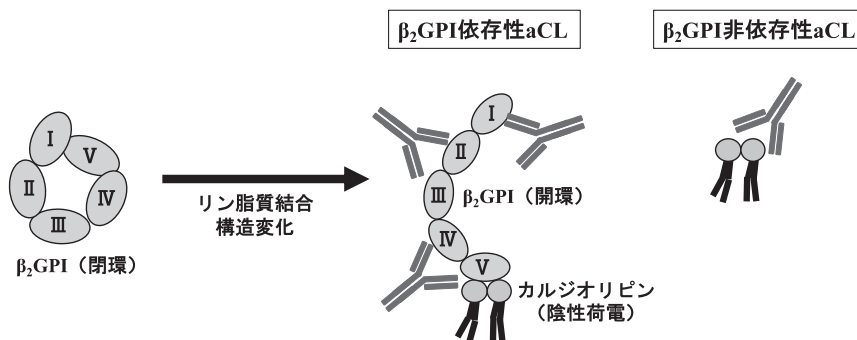 β₂GPI依存性aCL
β₂GPI非依存性aCL
I
V
II
IV
III
β₂GPI（閉環）
リン脂質結合
構造変化
I
II
III
β₂GPI（開環）
IV
V
カルジオリピン
（陰性荷電）